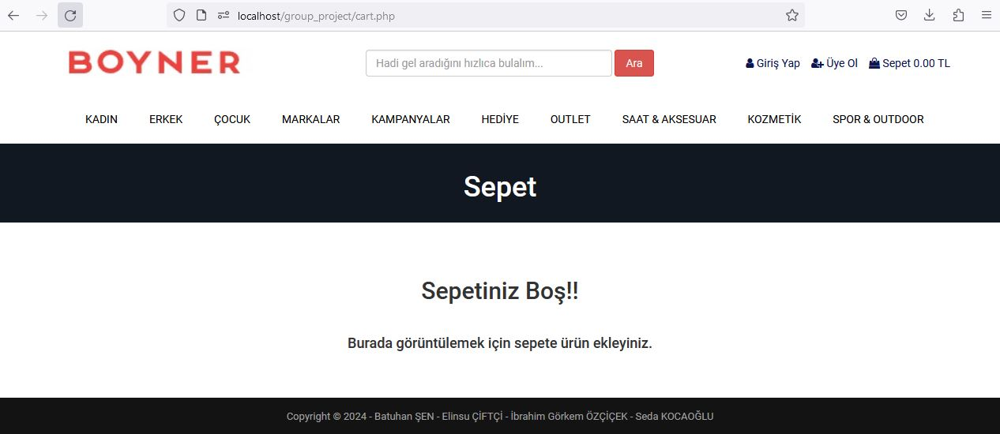 localhost/group_project/cart.php
BOYNER
Hadi gel aradığını hızlıca bulalım...
Ara
Giriş Yap
Üye Ol
Sepet 0.00 TL
KADIN
ERKEK
ÇOCUK
MARKALAR
KAMPANYALAR
HEDİYE
OUTLET
SAAT & AKSESUAR
KOZMETİK
SPOR & OUTDOOR
Sepet
Sepetiniz Boş!!
Burada görüntülemek için sepete ürün ekleyiniz.
Copyright © 2024 - Batuhan ŞEN - Elinsu ÇİFTÇİ - İbrahim Görkem ÖZÇİÇEK - Seda KOCAOĞLU